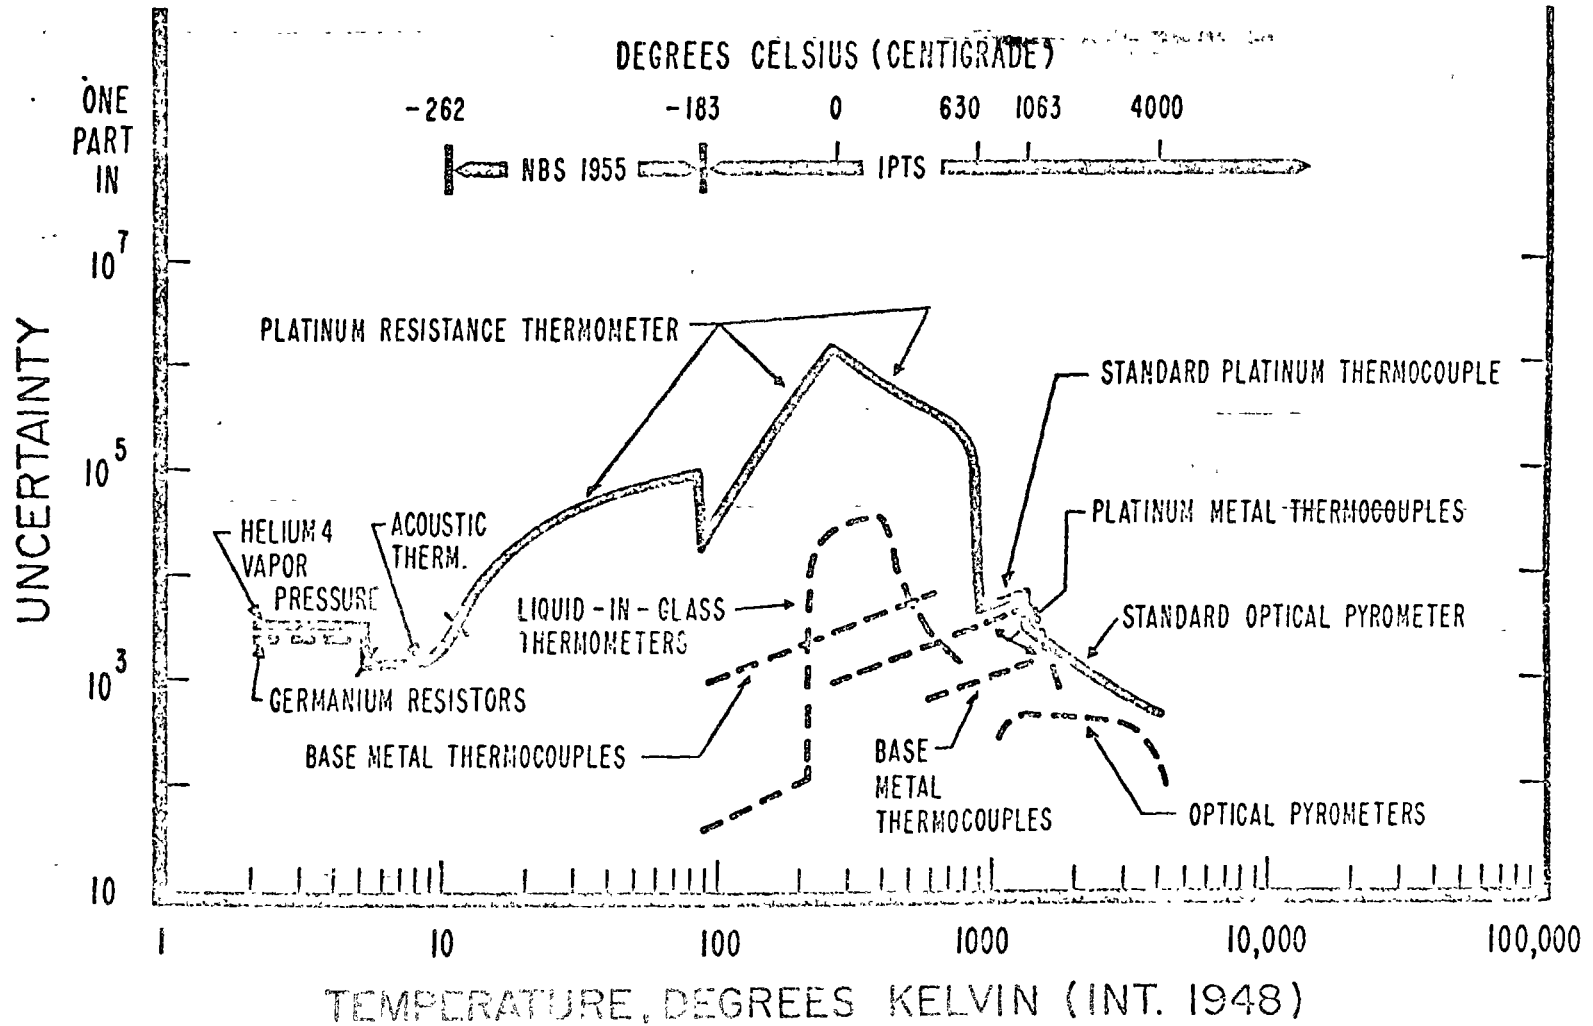 DEGREES CELSIUS (CENTIGRADE)
-262 -183 0 630 1063 4000
NBS 1955 IPTS
ONE
PART
IN
10^7
10^5
10^3
10
UNCERTAINTY
PLATINUM RESISTANCE THERMOMETER
STANDARD PLATINUM THERMOCOUPLE
PLATINUM METAL THERMOCOUPLES
HELIUM 4
VAPOR
PRESSURE
ACOUSTIC
THERM.
LIQUID-IN-GLASS
THERMOMETERS
STANDARD OPTICAL PYROMETER
GERMANIUM RESISTORS
BASE METAL THERMOCOUPLES
BASE
METAL
THERMOCOUPLES
OPTICAL PYROMETERS
1 10 100 1000 10,000 100,000
TEMPERATURE, DEGREES KELVIN (INT. 1948)